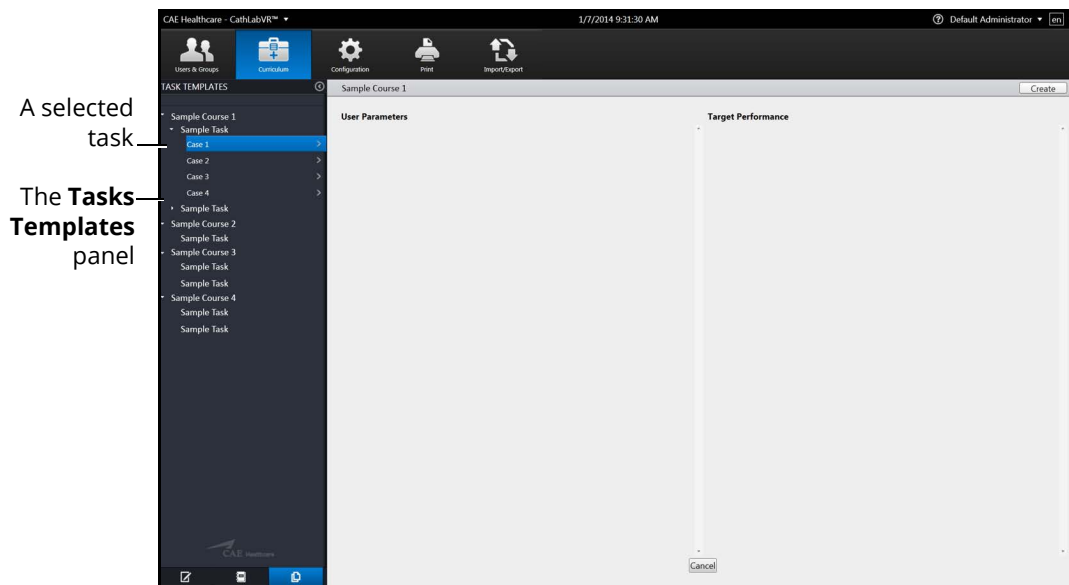 CAE Healthcare - CathLabVR™
1/7/2014 9:31:30 AM
Default Administrator
en
Users & Groups
Curriculum
Configuration
Print
Import/Export
TASK TEMPLATES
Sample Course 1
Create
A selected
task
The Tasks
Templates
panel
Sample Course 1
Sample Task
Case 1
Case 2
Case 3
Case 4
Sample Task
Sample Course 2
Sample Task
Sample Course 3
Sample Task
Sample Task
Sample Course 4
Sample Task
Sample Task
User Parameters
Target Performance
CAE Healthcare
Cancel